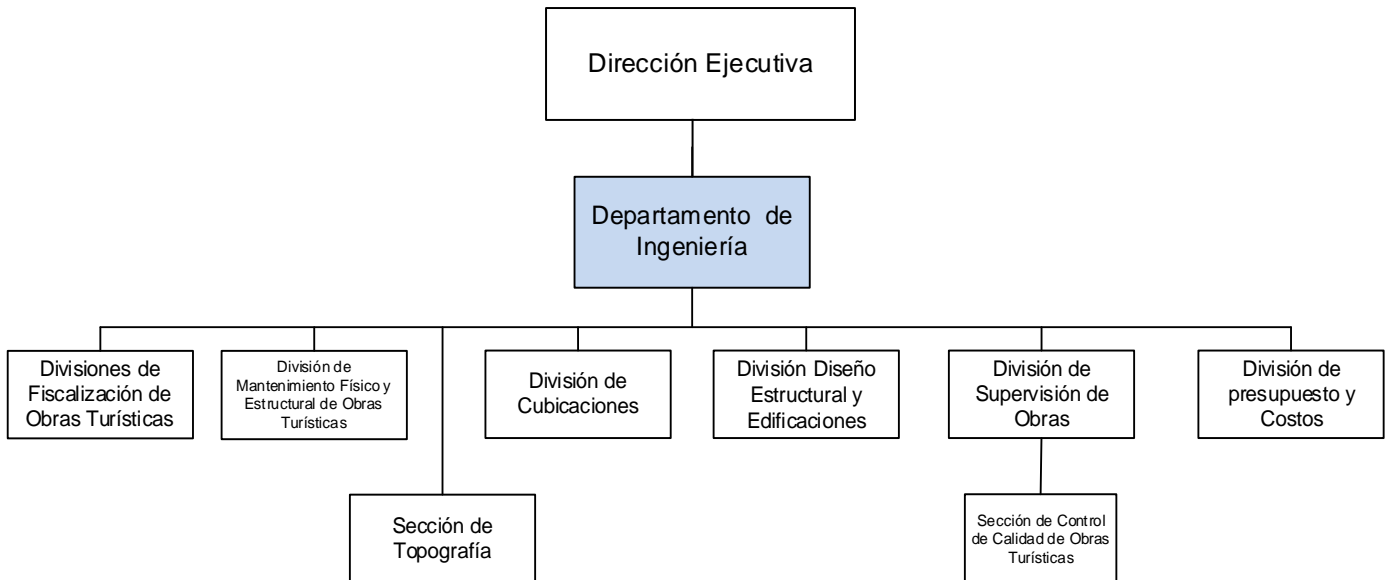 Dirección Ejecutiva
Departamento de
Ingeniería
Divisiones de
Fiscalización de
Obras Turísticas
División de
Mantenimiento Físico y
Estructural de Obras
Turísticas
División de
Cubicaciones
División Diseño
Estructural y
Edificaciones
División de
Supervisión de
Obras
División de
presupuesto y
Costos
Sección de
Topografía
Sección de Control
de Calidad de Obras
Turísticas